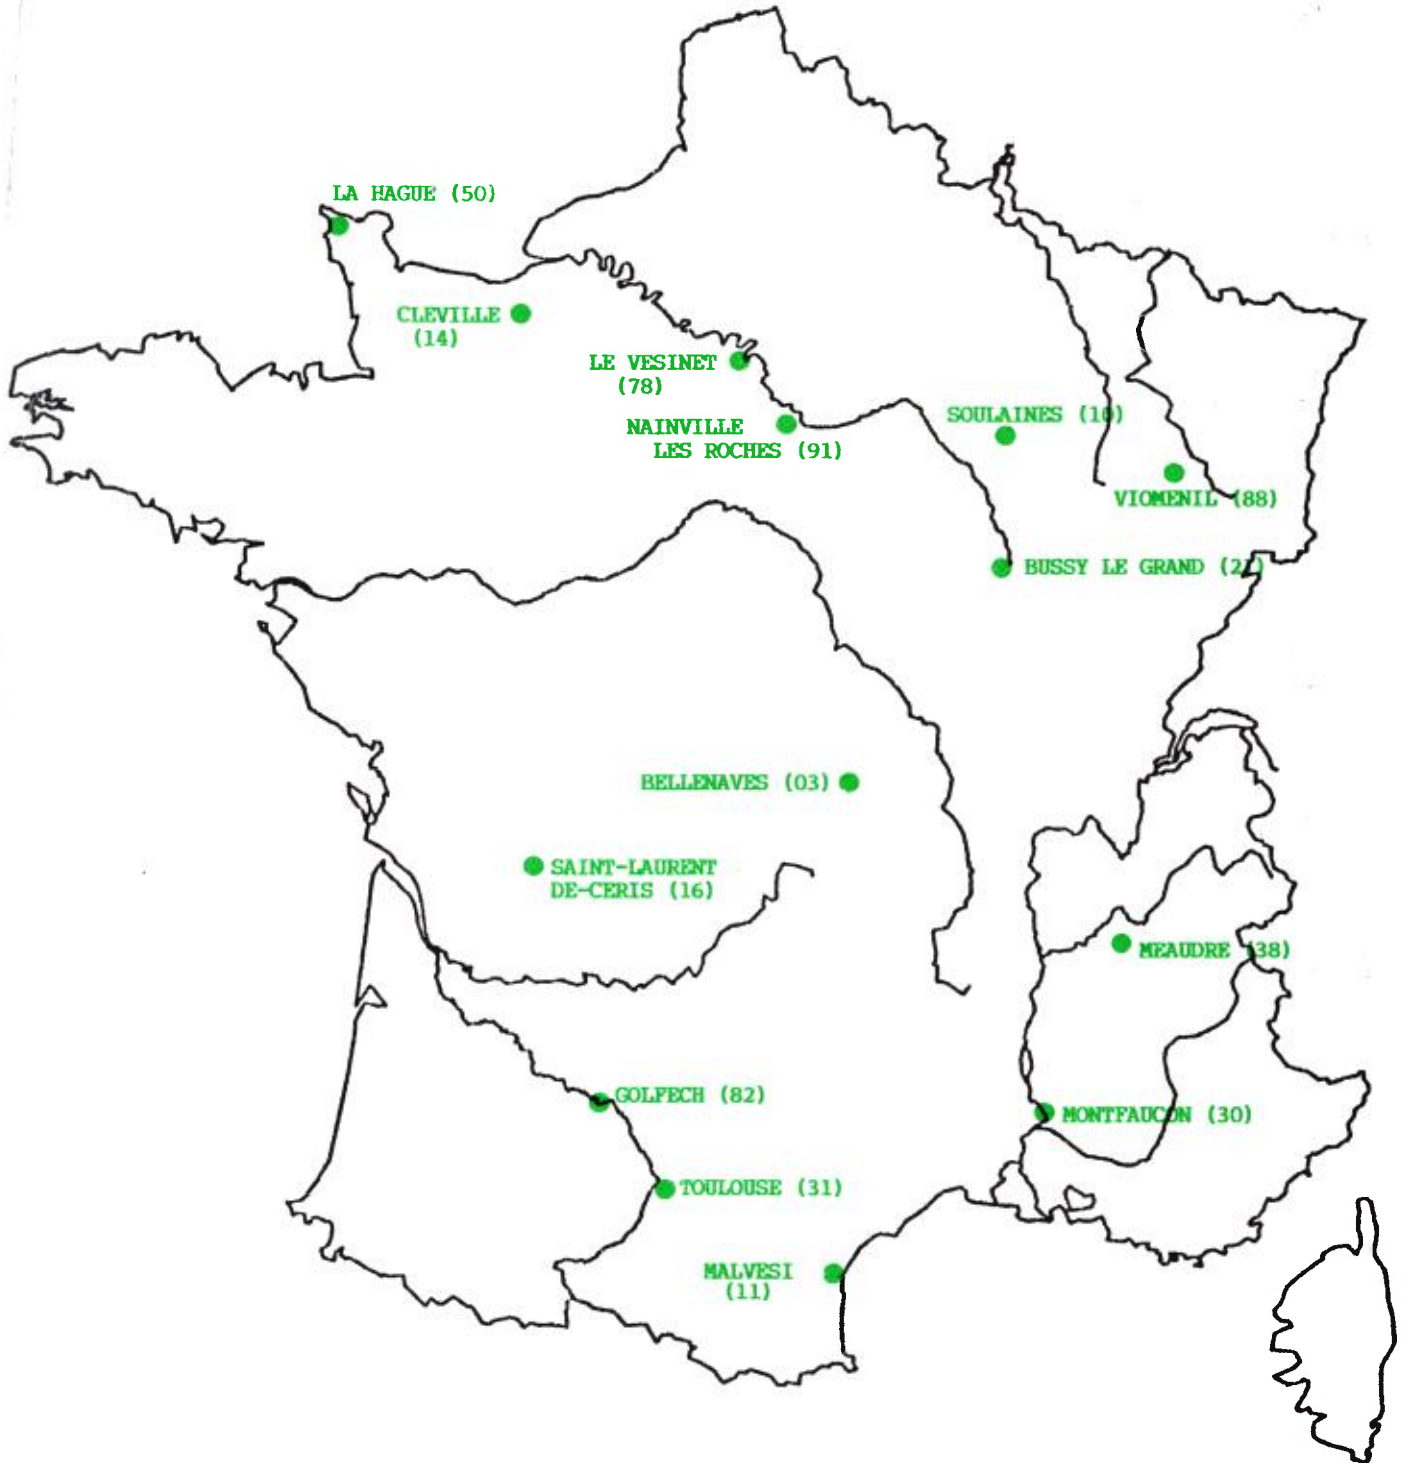 LA HAGUE (50)
CLEVILLE
(14)
LE VESINET
(78)
NAINVILLE
LES ROCHES (91)
SOULAINES (10)
VIOMENIL (88)
BUSSY LE GRAND (21)
BELLENAVES (03)
SAINT-LAURENT
DE-CERIS (16)
MEAUDRE (38)
GOLFECH (82)
MONTFAUCON (30)
TOULOUSE (31)
MALVESI
(11)